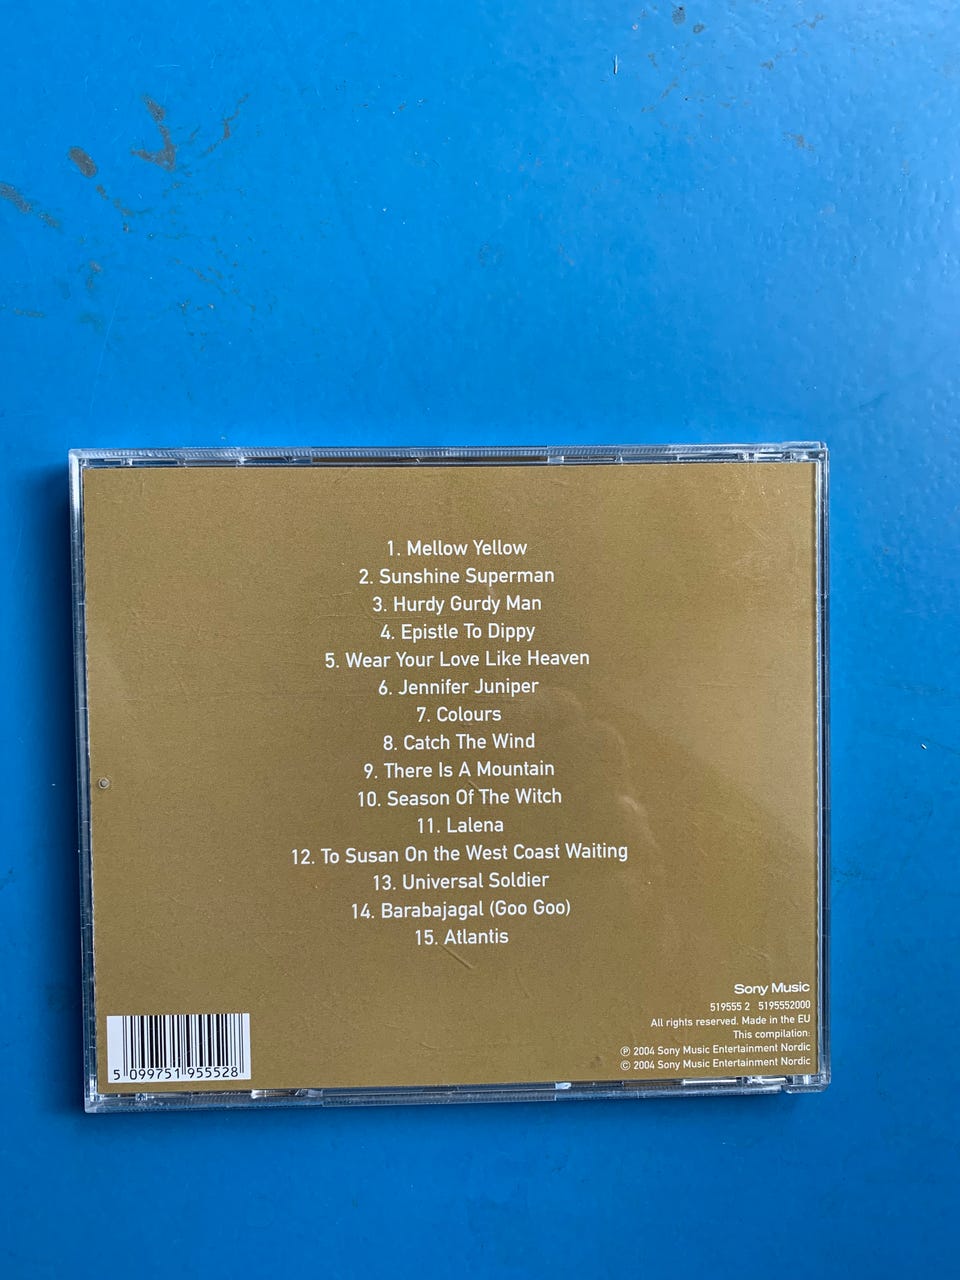 1. Mellow Yellow
2. Sunshine Superman
3. Hurdy Gurdy Man
4. Epistle To Dippy
5. Wear Your Love Like Heaven
6. Jennifer Juniper
7. Colours
8. Catch The Wind
9. There Is A Mountain
10. Season Of The Witch
11. Lalena
12. To Susan On the West Coast Waiting
13. Universal Soldier
14. Barabajagal (Goo Goo)
15. Atlantis
Sony Music
519555 2 5195552000
All rights reserved. Made in the EU
This compilation:
℗ 2004 Sony Music Entertainment Nordic
© 2004 Sony Music Entertainment Nordic
5 099751 955528